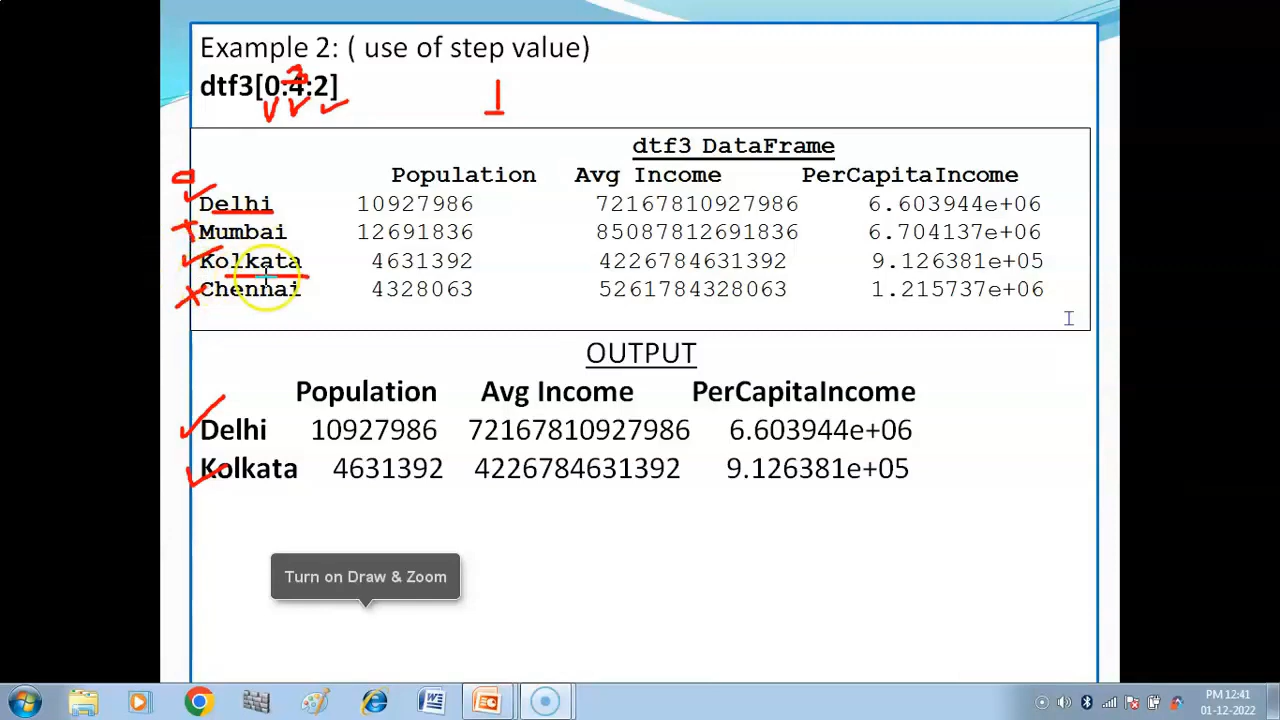 Example 2: ( use of step value)
3
dtf3[0:4:2]
1
dtf3 DataFrame
Population Avg Income PerCapitaIncome
0
Delhi 10927986 72167810927986 6.603944e+06
Mumbai 12691836 85087812691836 6.704137e+06
Kolkata 4631392 4226784631392 9.126381e+05
Chennai 4328063 5261784328063 1.215737e+06
OUTPUT
Population Avg Income PerCapitaIncome
Delhi 10927986 72167810927986 6.603944e+06
Kolkata 4631392 4226784631392 9.126381e+05
Turn on Draw & Zoom
PM 12:41
01-12-2022